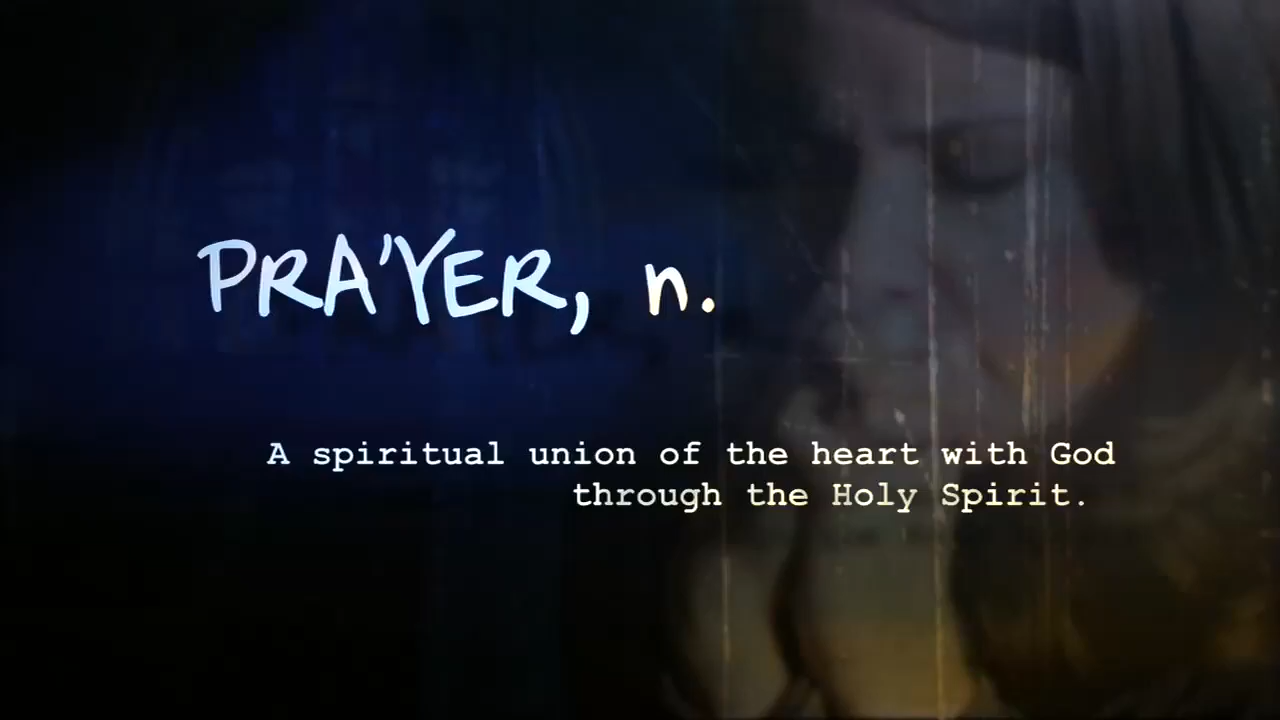 PRA'YER, n.
A spiritual union of the heart with God
through the Holy Spirit.